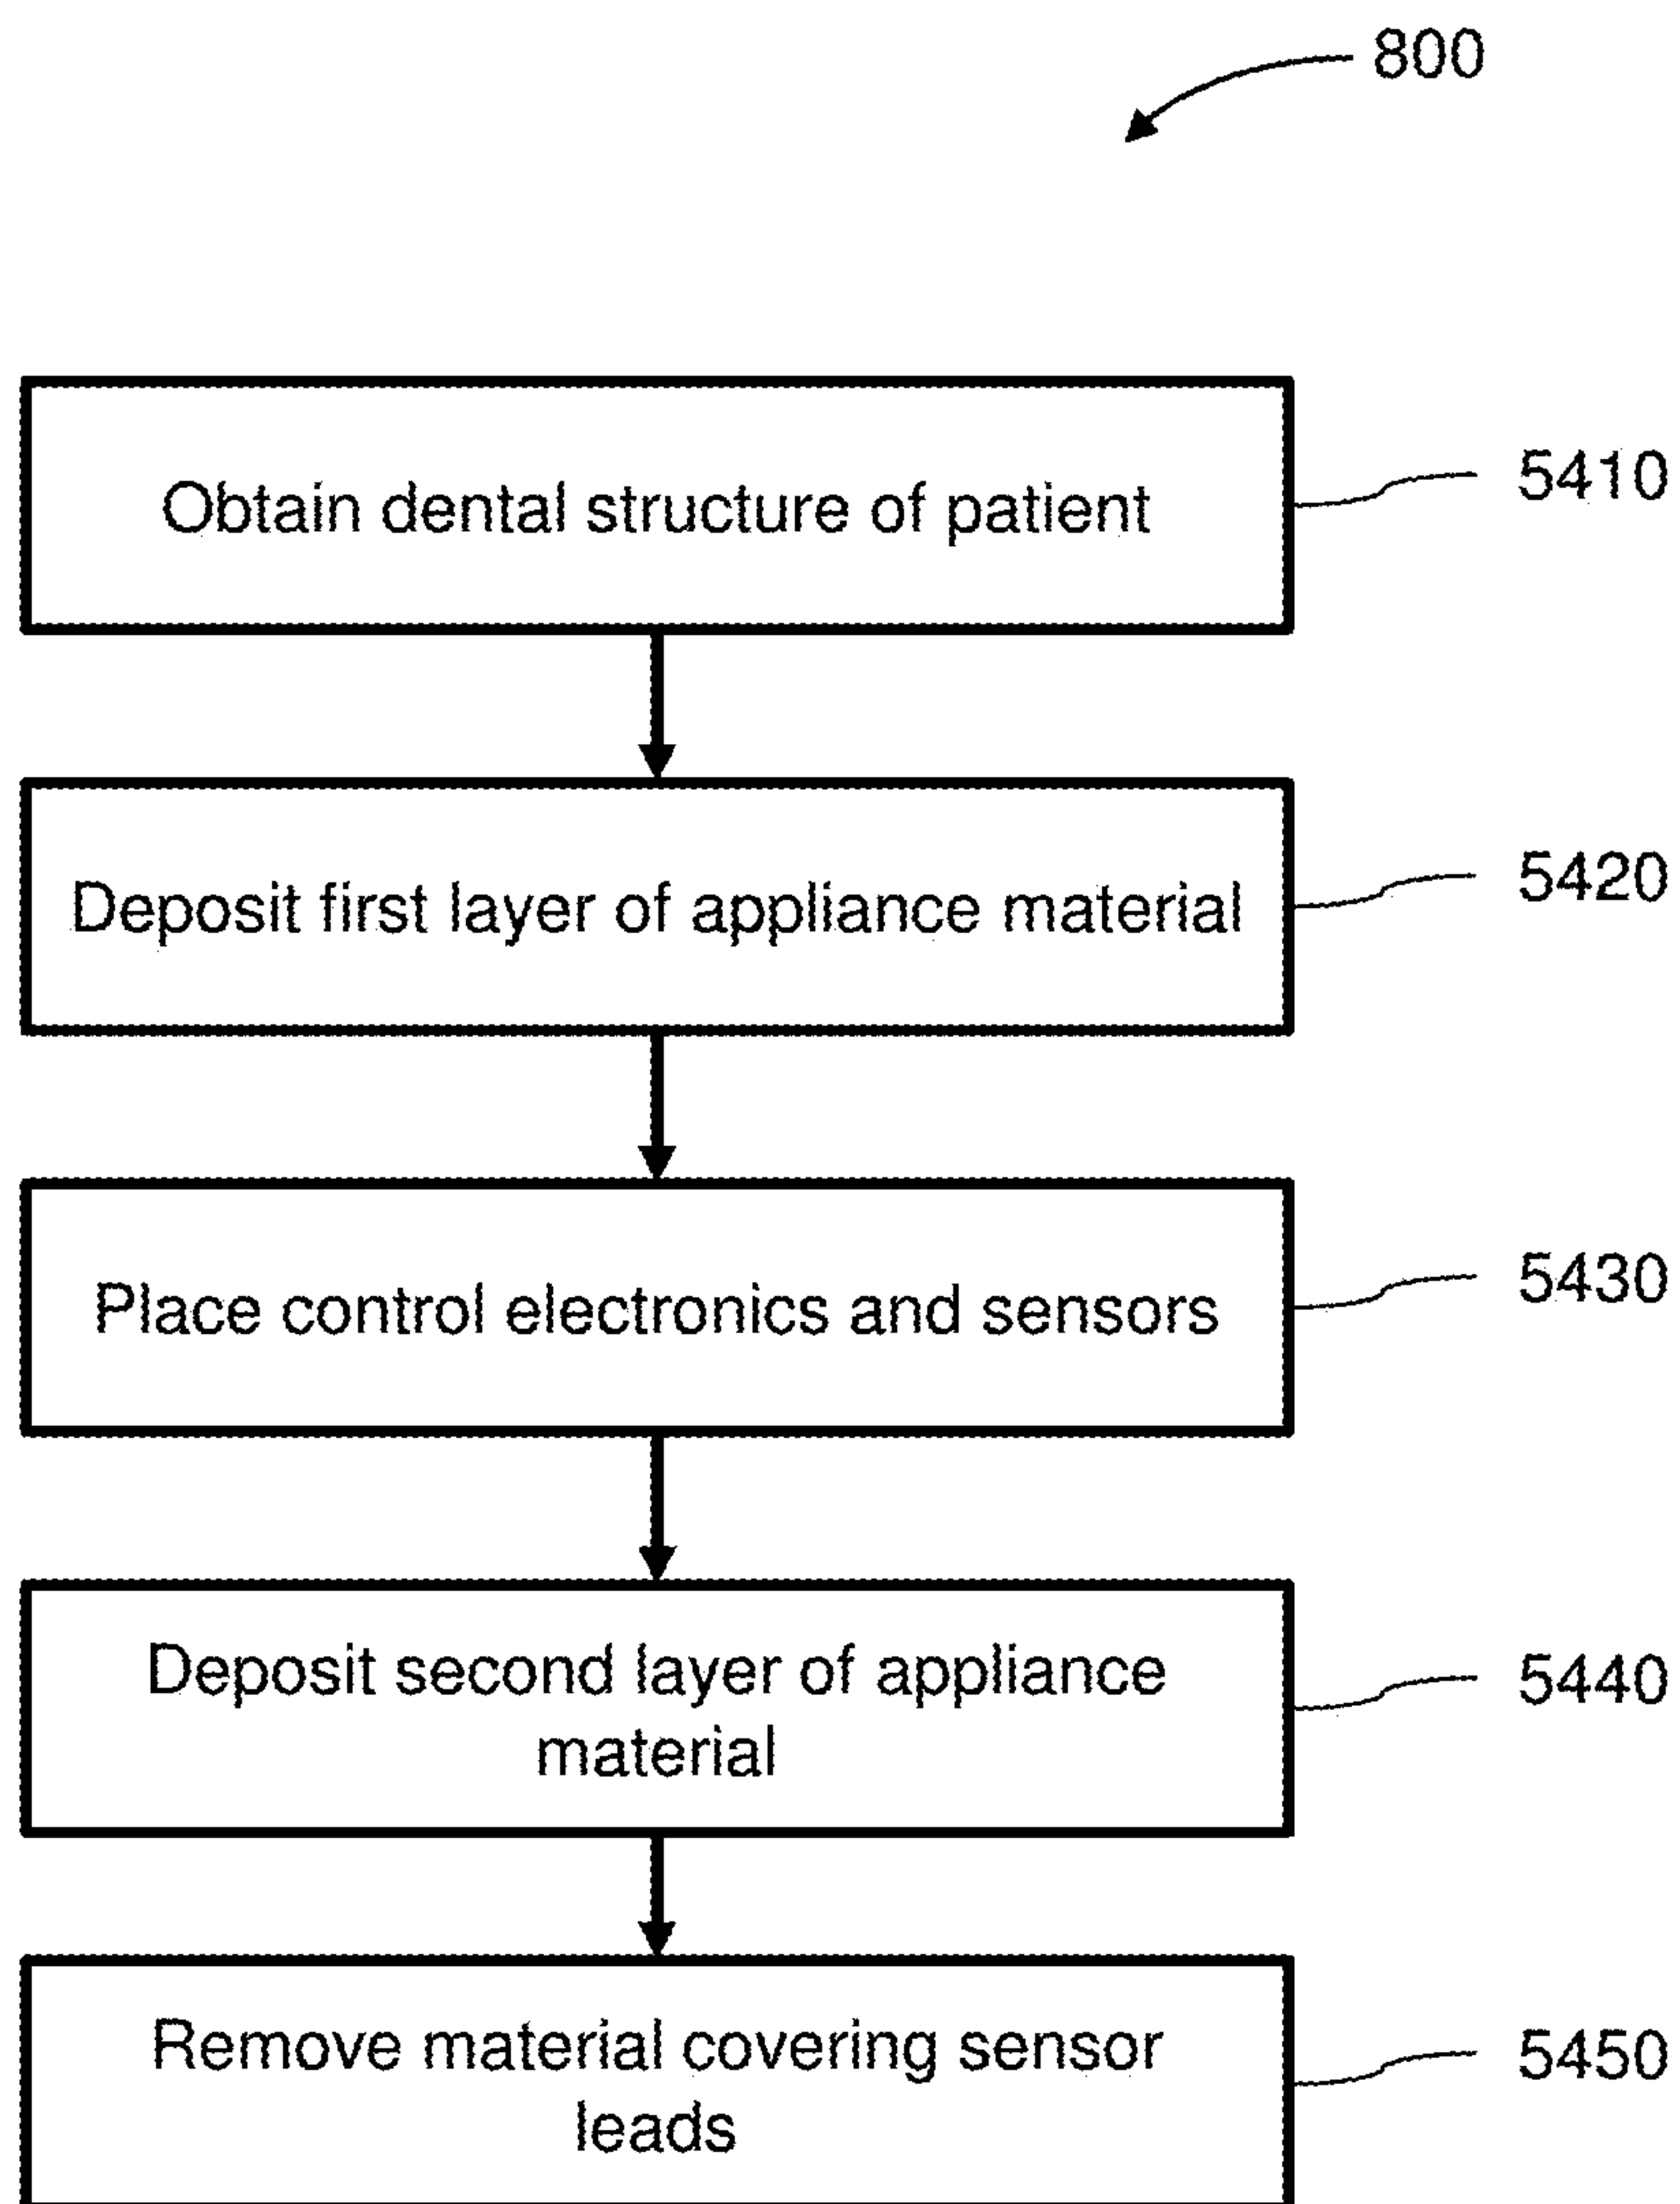 800
Obtain dental structure of patient
5410
Deposit first layer of appliance material
5420
Place control electronics and sensors
5430
Deposit second layer of appliance
material
5440
Remove material covering sensor
leads
5450